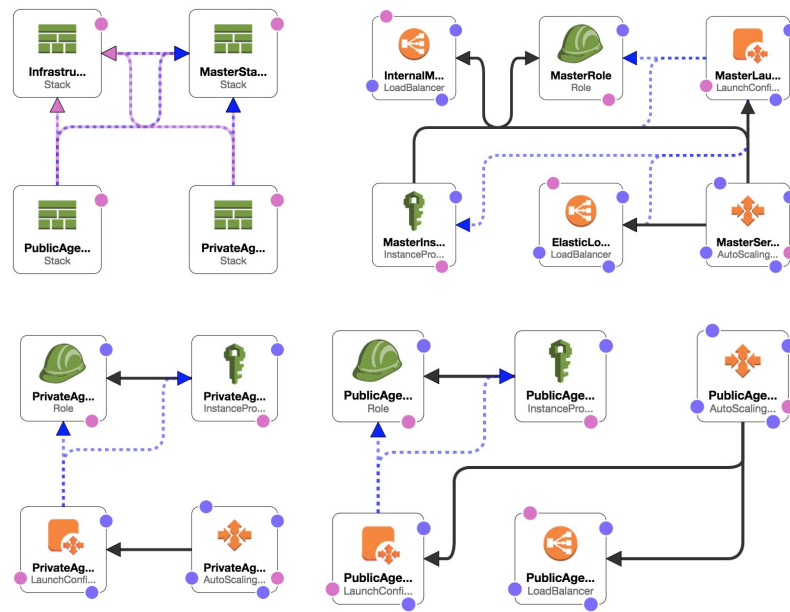 Infrastru...
Stack
MasterSta...
Stack
PublicAge...
Stack
PrivateAg...
Stack
InternalM...
LoadBalancer
MasterRole
Role
MasterLau...
LaunchConfi...
MasterIns...
InstancePro...
ElasticLo...
LoadBalancer
MasterSer...
AutoScaling...
PrivateAg...
Role
PrivateAg...
InstancePro...
PrivateAg...
LaunchConfi...
PrivateAg...
AutoScaling...
PublicAge...
Role
PublicAge...
InstancePro...
PublicAge...
AutoScaling...
PublicAge...
LaunchConfi...
PublicAge...
LoadBalancer